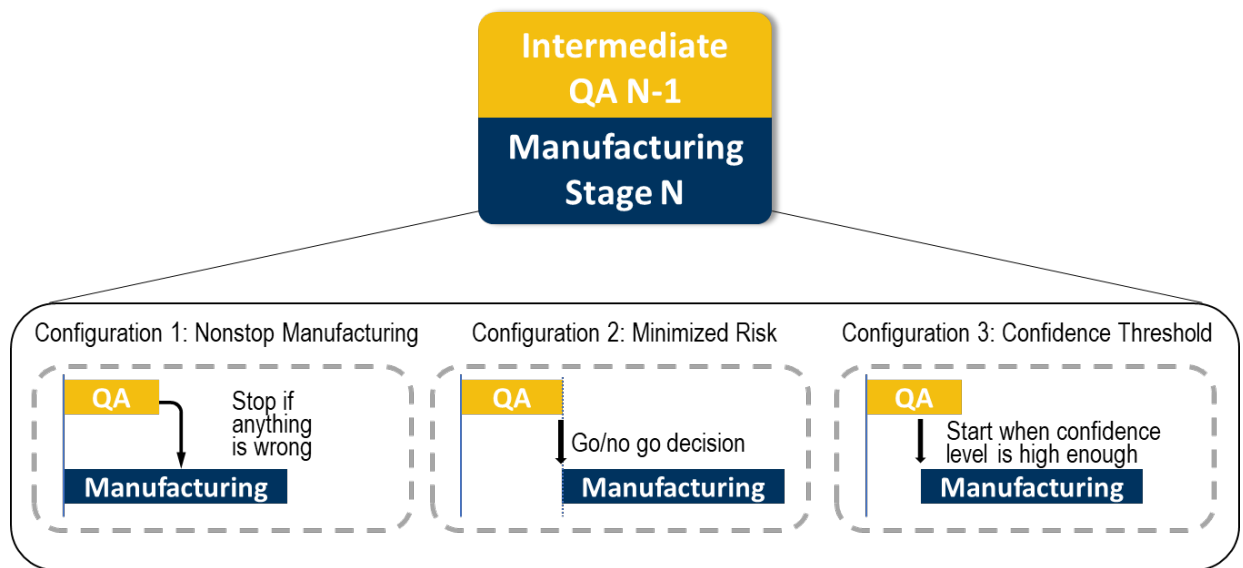 Intermediate
QA N-1
Manufacturing
Stage N
Configuration 1: Nonstop Manufacturing
QA
Stop if
anything
is wrong
Manufacturing
Configuration 2: Minimized Risk
QA
Go/no go decision
Manufacturing
Configuration 3: Confidence Threshold
QA
Start when confidence
level is high enough
Manufacturing